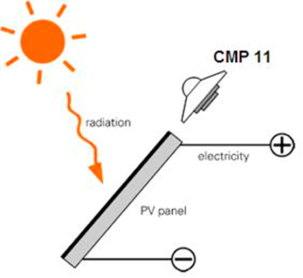 CMP 11
radiation
electricity
+
PV panel
−